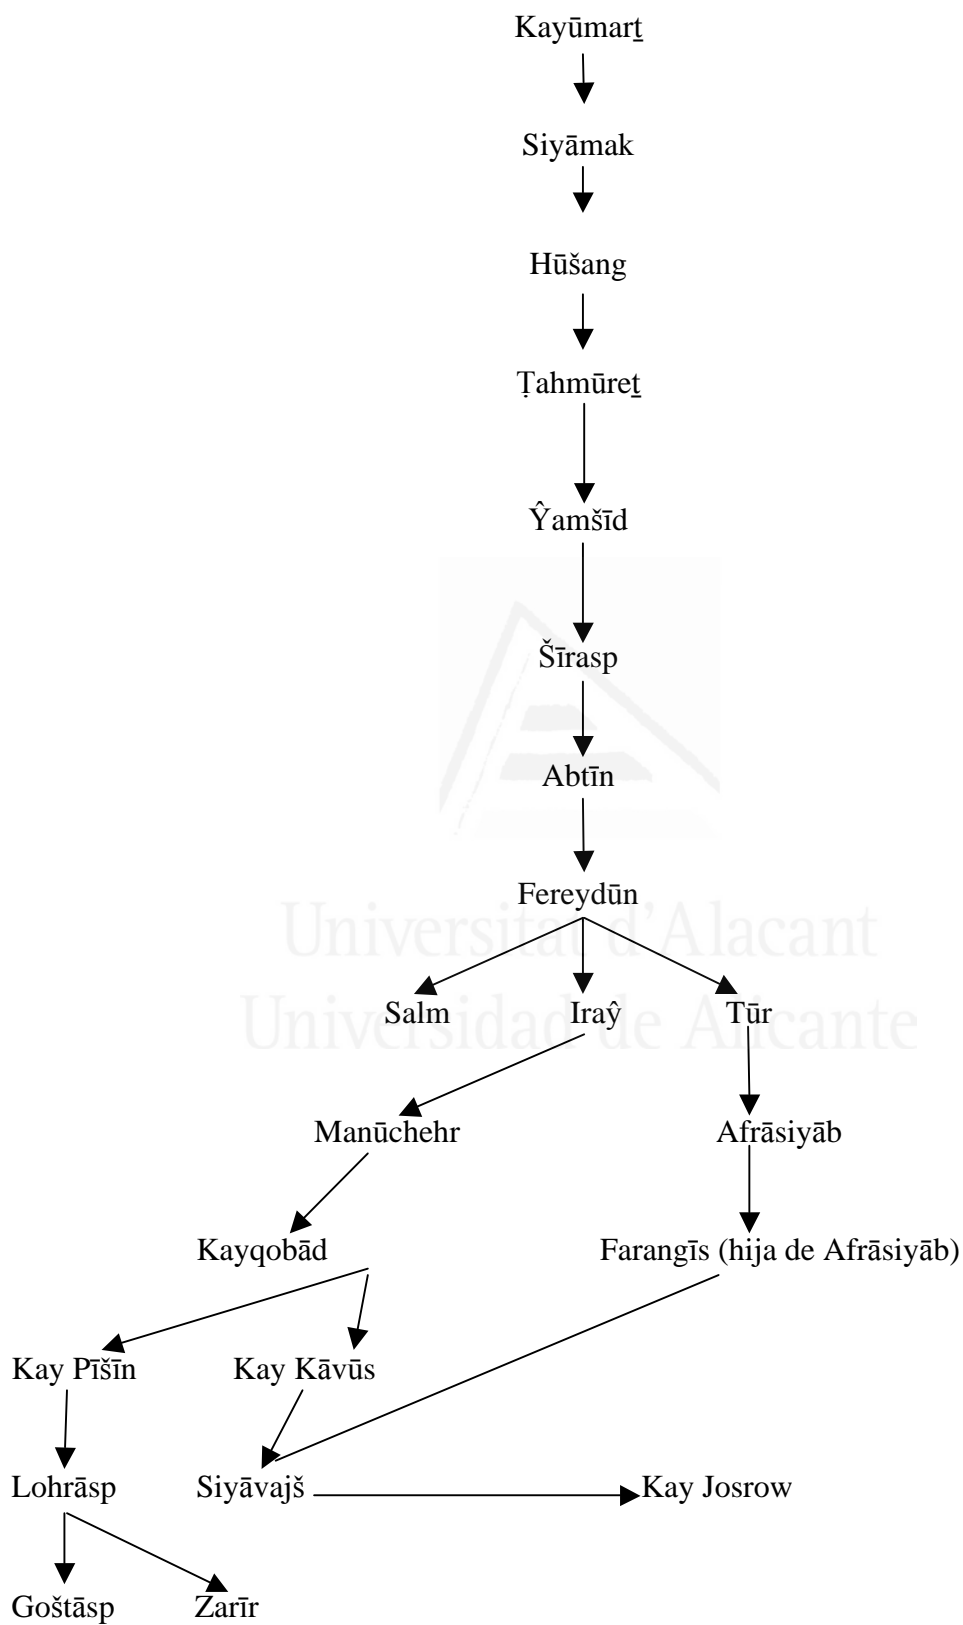 Kayūmarṯ
Siyāmak
Hūšang
Ṭahmūreṯ
Ŷamšīd
Šīrasp
Abtīn
Fereydūn
Universitat d'Alacant
Universidad de Alicante
Salm Iraŷ Tūr
Manūchehr Afrāsiyāb
Kayqobād Farangīs (hija de Afrāsiyāb)
Kay Pīšīn Kay Kāvūs
Lohrāsp Siyāvajš Kay Josrow
Goštāsp Zarīr